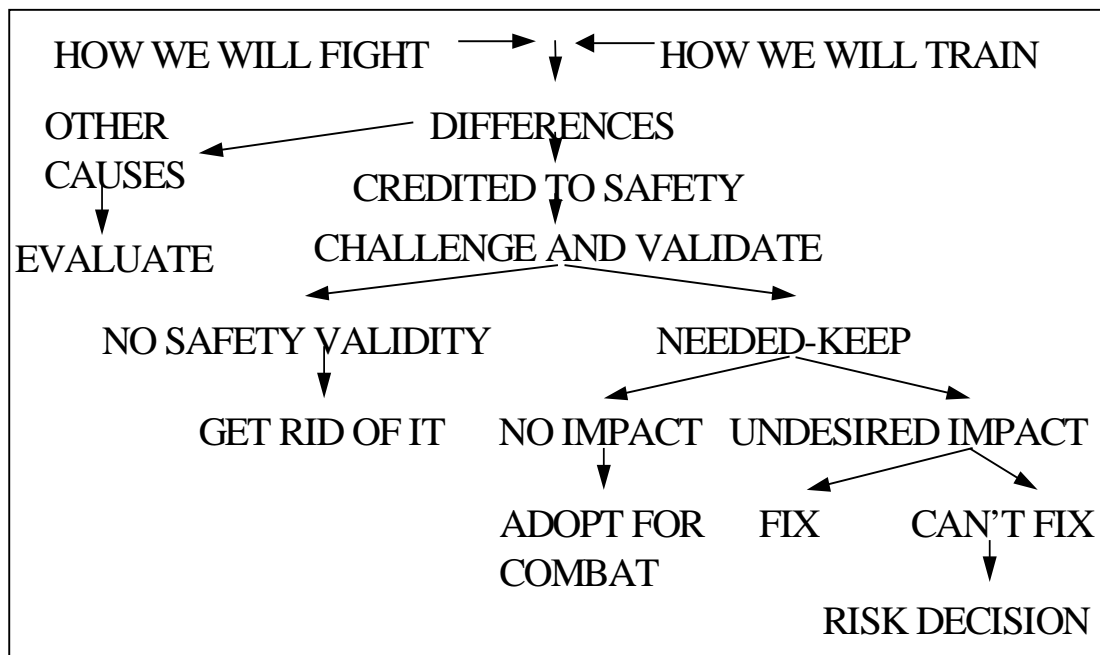 HOW WE WILL FIGHT
HOW WE WILL TRAIN
OTHER
CAUSES
DIFFERENCES
CREDITED TO SAFETY
EVALUATE
CHALLENGE AND VALIDATE
NO SAFETY VALIDITY
NEEDED-KEEP
GET RID OF IT
NO IMPACT
UNDESIRED IMPACT
ADOPT FOR
COMBAT
FIX
CAN'T FIX
RISK DECISION